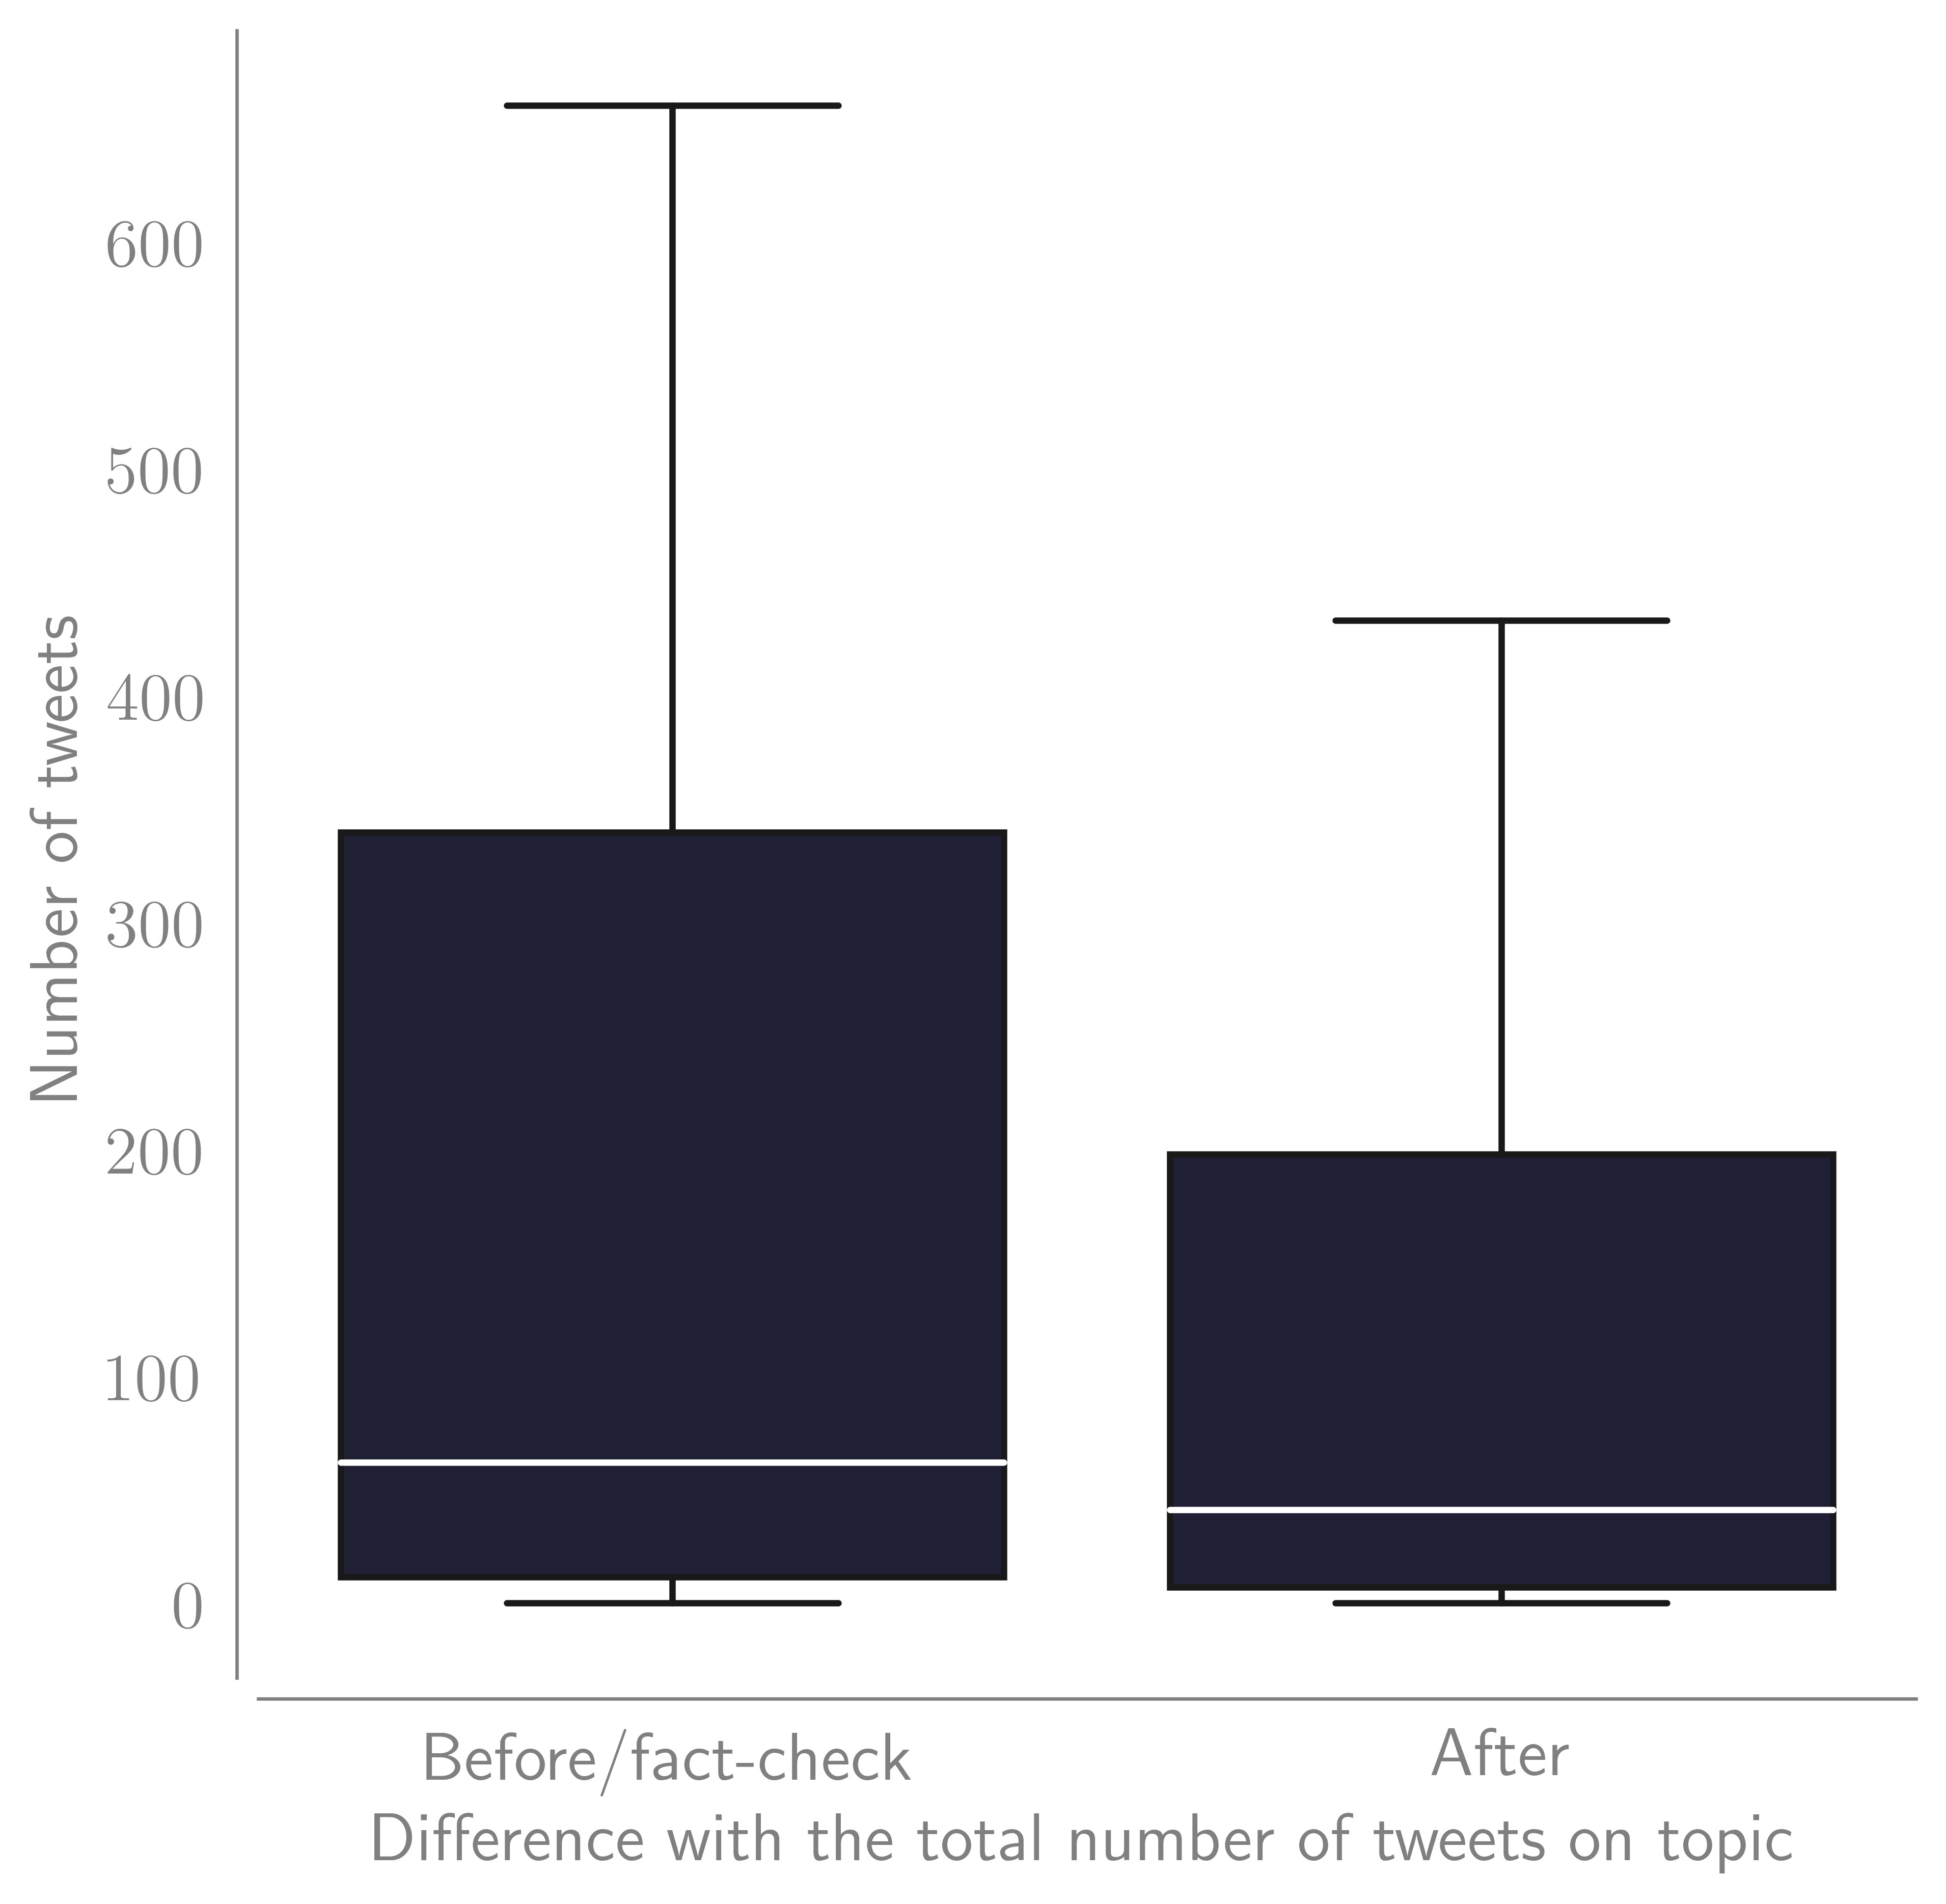 600
500
400
300
200
100
0
Number of tweets
Before/fact-check
After
Difference with the total number of tweets on topic